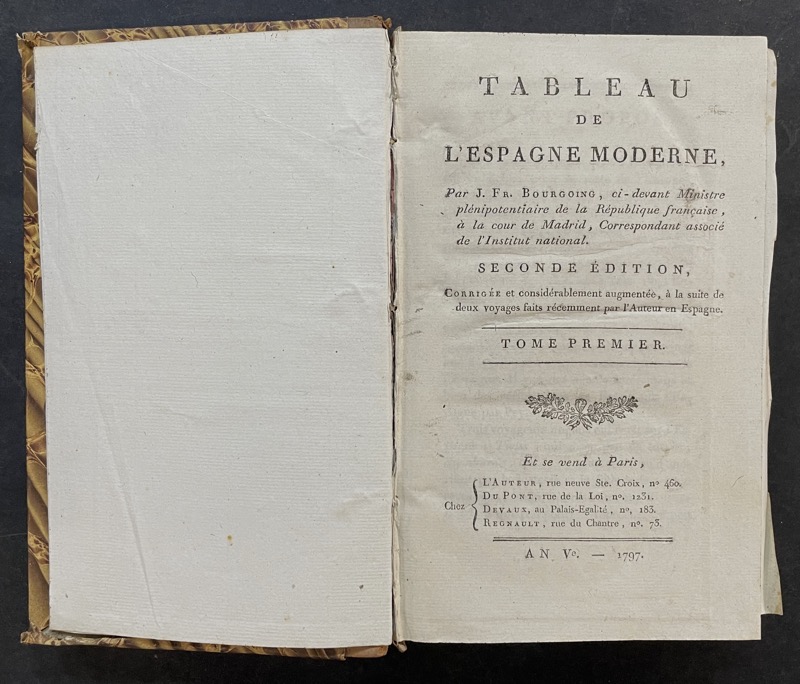 TABLEAU
DE
L'ESPAGNE MODERNE,
Par J. FR. BOURGOING, ci-devant Ministre
plénipotentiaire de la République française,
à la cour de Madrid, Correspondant associé
de l'Institut national.
SECONDE ÉDITION,
CORRIGÉE et considérablement augmentée, à la suite de
deux voyages faits récemment par l'Auteur en Espagne.
TOME PREMIER.
Et se vend à Paris,
Chez
L'AUTEUR, rue neuve Ste. Croix, nº 460.
DU PONT, rue de la Loi, nº. 1231.
DEVAUX, au Palais-Egalité, nº, 183.
REGNAULT, rue du Chantre, nº. 73.
AN Vº. — 1797.